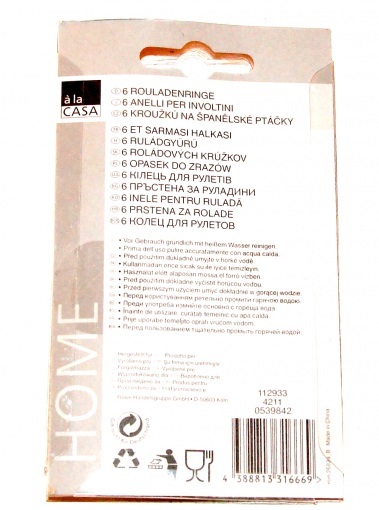 à la
CASA
HOME
6 ROULADENRINGE
6 ANELLI PER INVOLTINI
6 KROUŽKŮ NA ŠPANĚLSKÉ PTÁČKY
6 ET SARMASI HALKASI
6 RULÁDGYŰRŰ
6 ROLÁDOVÝCH KRÚŽKOV
6 OPASEK DO ZRAZÓW
6 КІЛЕЦЬ ДЛЯ РУЛЕТІВ
6 ПРЪСТЕНА ЗА РУЛАДИНИ
6 INELE PENTRU RULADĂ
6 PRSTENA ZA ROLADE
6 КОЛЕЦ ДЛЯ РУЛЕТОВ
Vor Gebrauch gründlich mit heißem Wasser reinigen.
Prima dell'uso pulire accuratamente con acqua calda.
Před použitím důkladně umyjte v horké vodě.
Kullanmadan önce sıcak su ile iyice temizleyin.
Használat előtt alaposan mossa el forró vízben.
Pred použitím dôkladne vyčistiť horúcou vodou.
Przed pierwszym użyciem umyć dokładnie w gorącej wodzie.
Перед користуванням ретельно промити гарячою водою.
Преди употреба измийте основно с гореща вода.
Înainte de utilizare, curățați temeinic cu apă caldă.
Prije uporabe temeljito oprati vrućom vodom.
Перед пользованием тщательно промыть горячей водой.
Hergestellt für
112933
4211
0539842
Made in China
4 388813 316669